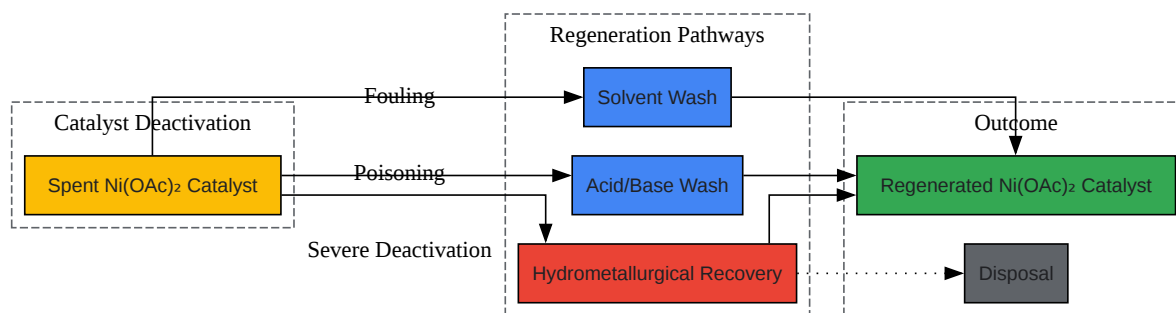 Regeneration Pathways
Fouling
Solvent Wash
Catalyst Deactivation
Outcome
Spent Ni(OAc)₂ Catalyst
Poisoning
Acid/Base Wash
Regenerated Ni(OAc)₂ Catalyst
Severe Deactivation
Hydrometallurgical Recovery
Disposal